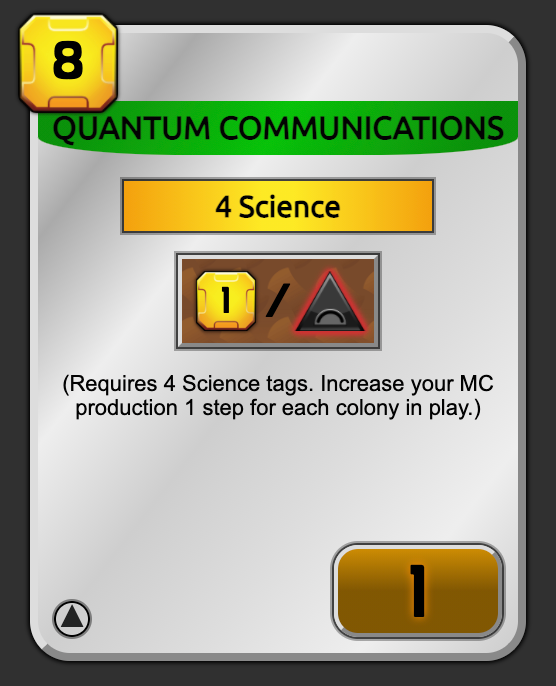 8
QUANTUM COMMUNICATIONS
4 Science
1 /
(Requires 4 Science tags. Increase your MC
production 1 step for each colony in play.)
1